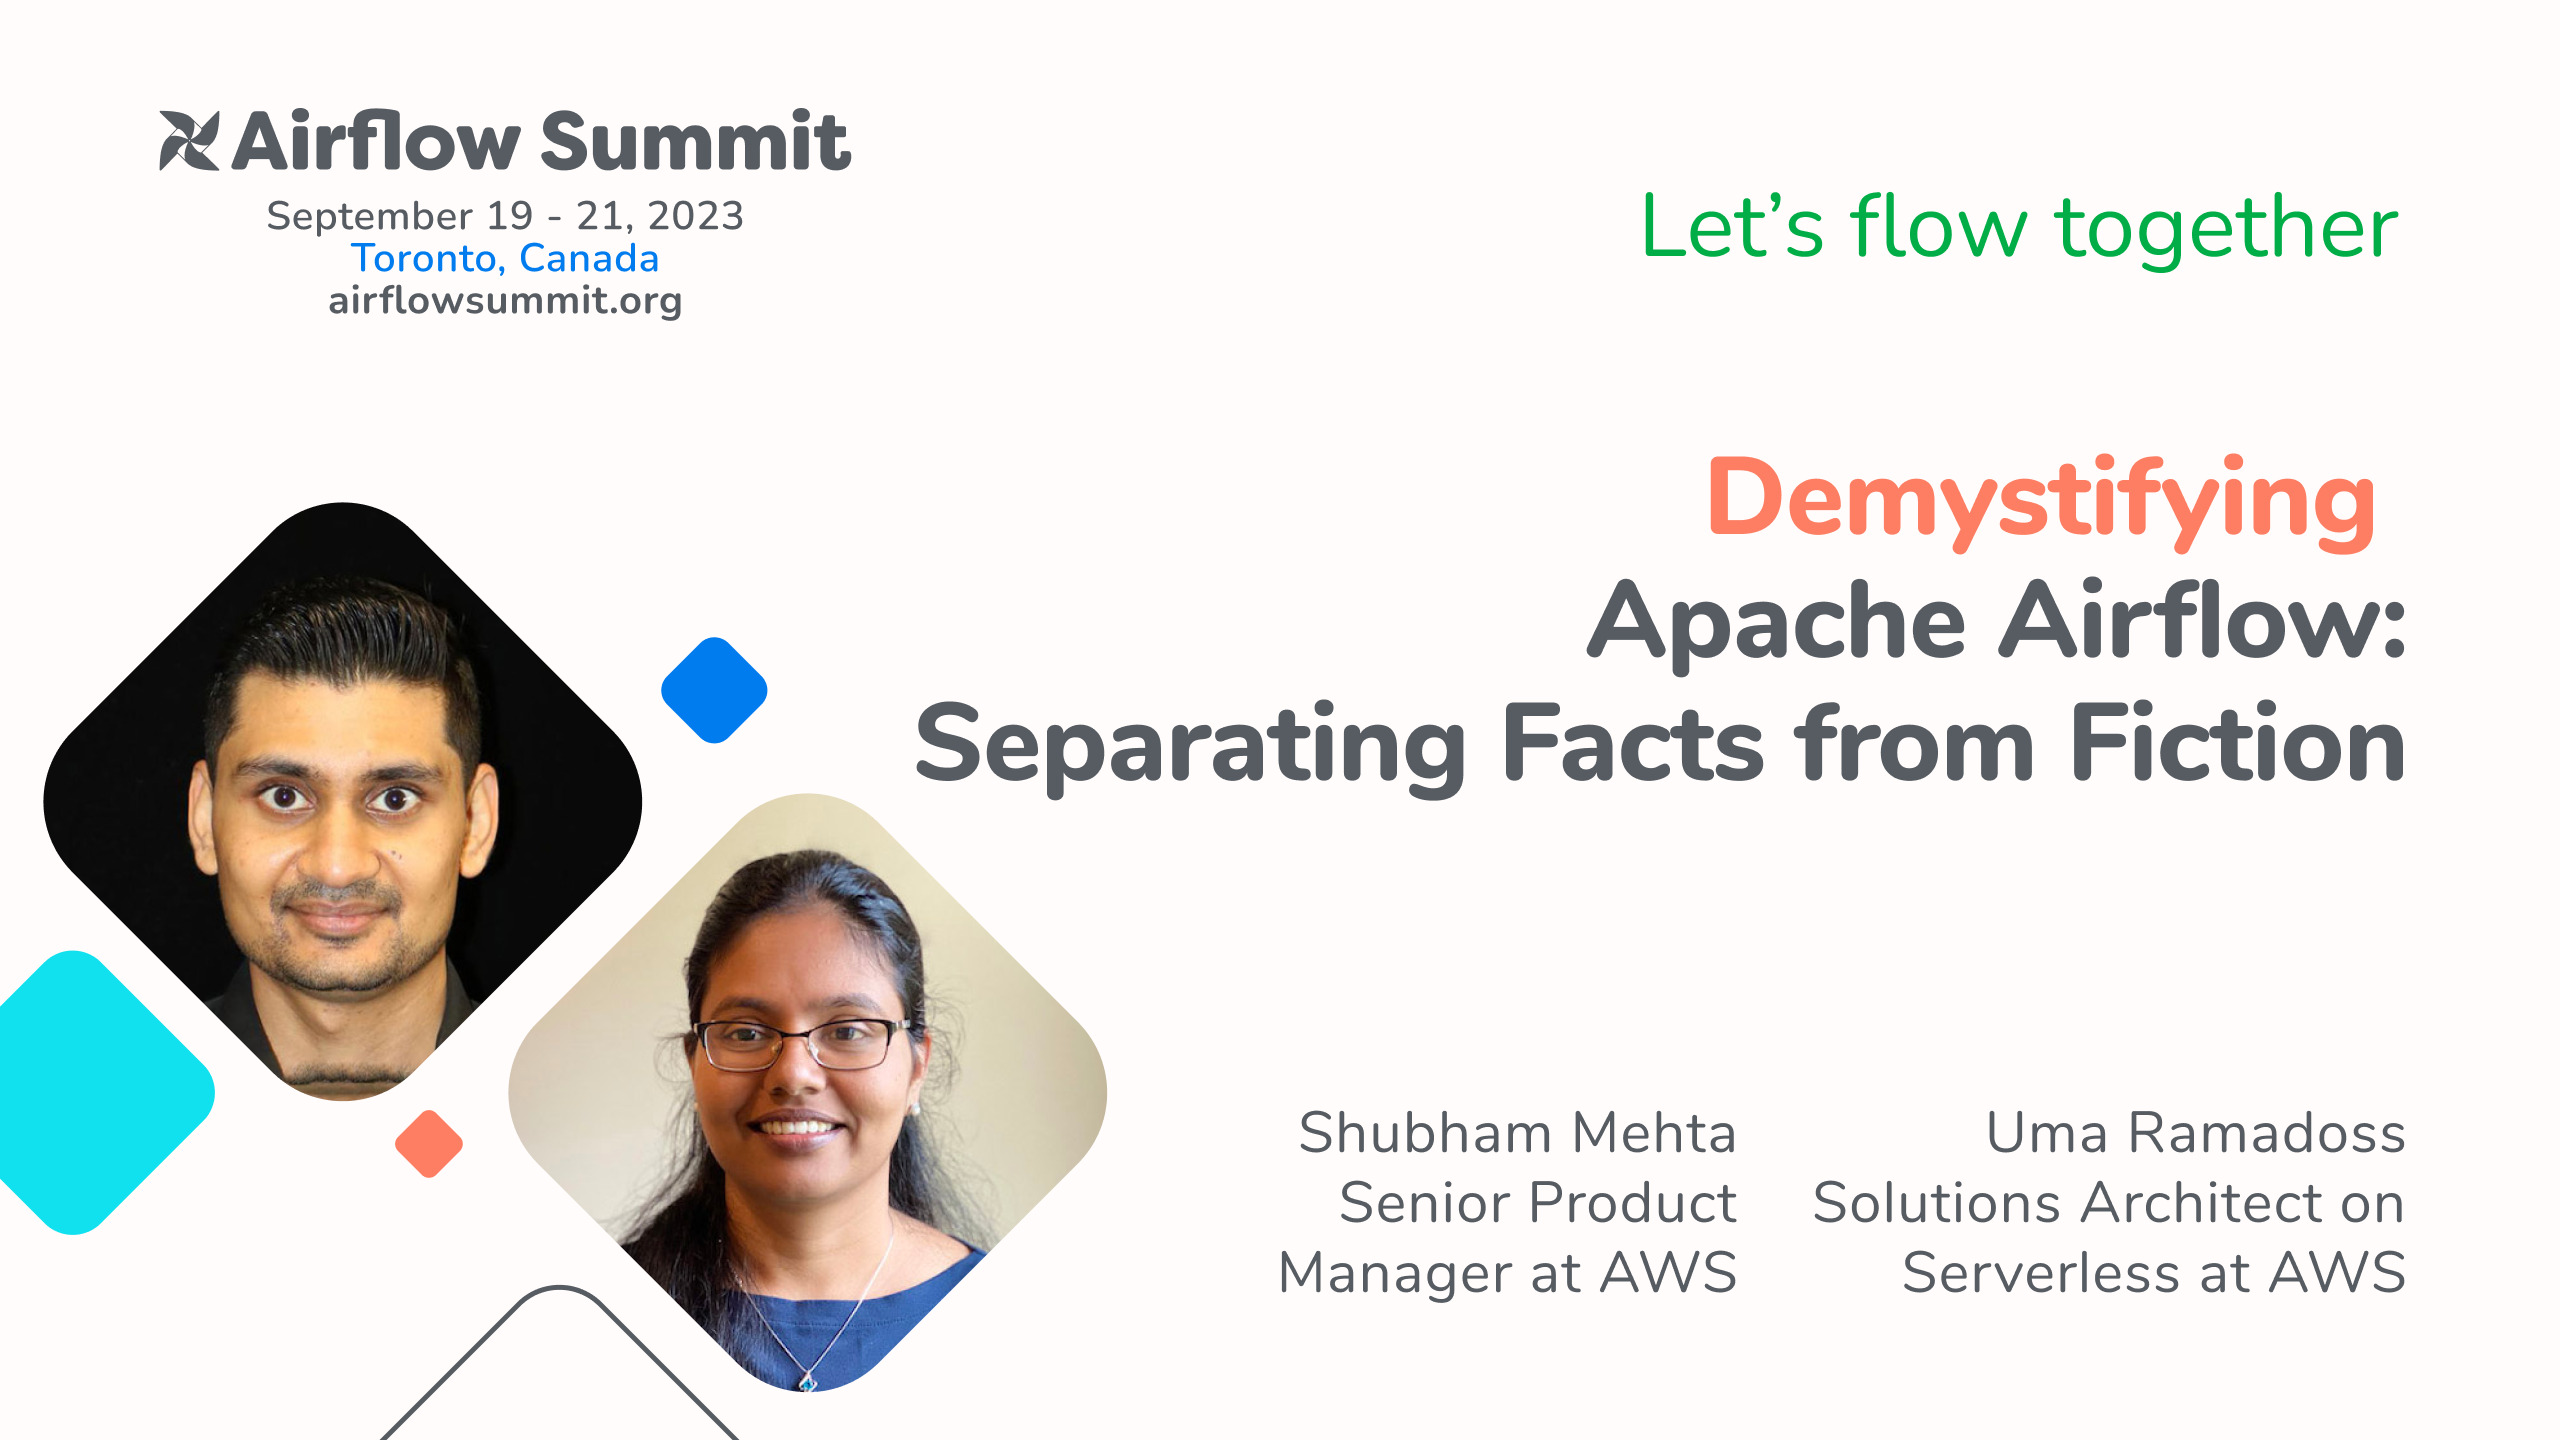 Airflow Summit
September 19 - 21, 2023
Toronto, Canada
airflowsummit.org
Let’s flow together
Demystifying
Apache Airflow:
Separating Facts from Fiction
Shubham Mehta
Senior Product
Manager at AWS
Uma Ramadoss
Solutions Architect on
Serverless at AWS